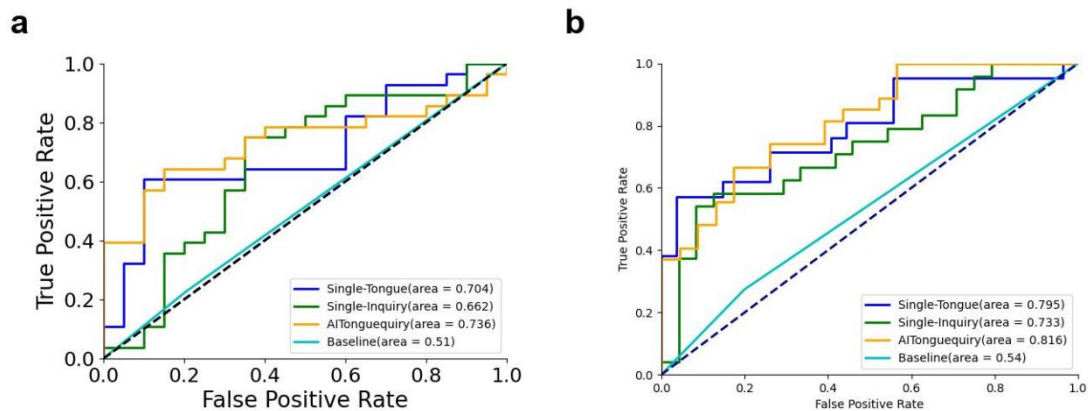 a
1.0
0.8
0.6
0.4
0.2
0.0
0.0 0.2 0.4 0.6 0.8 1.0
True Positive Rate
False Positive Rate
Single-Tongue(area = 0.704)
Single-Inquiry(area = 0.662)
AITonguequiry(area = 0.736)
Baseline(area = 0.51)
b
1.0
0.8
0.6
0.4
0.2
0.0
0.0 0.2 0.4 0.6 0.8 1.0
True Positive Rate
False Positive Rate
Single-Tongue(area = 0.795)
Single-Inquiry(area = 0.733)
AITonguequiry(area = 0.816)
Baseline(area = 0.54)